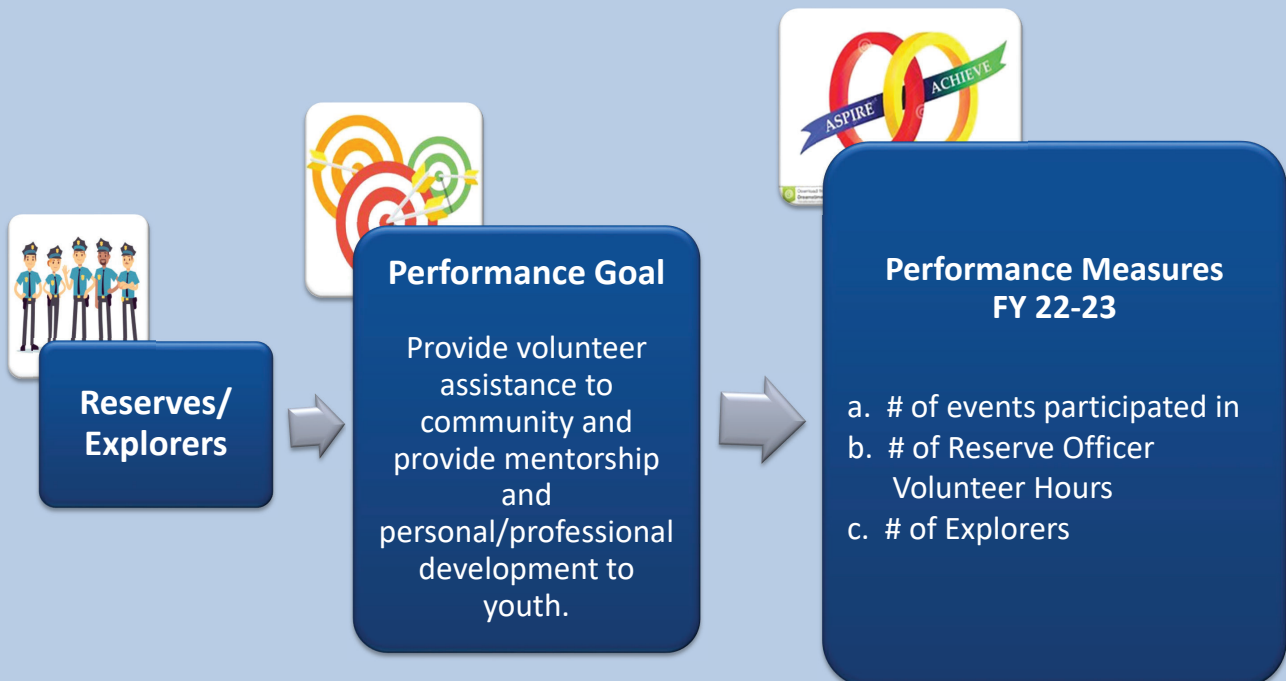 ASPIRE
ACHIEVE
Reserves/
Explorers
Performance Goal
Provide volunteer
assistance to
community and
provide mentorship
and
personal/professional
development to
youth.
Performance Measures
FY 22-23
a. # of events participated in
b. # of Reserve Officer
Volunteer Hours
c. # of Explorers